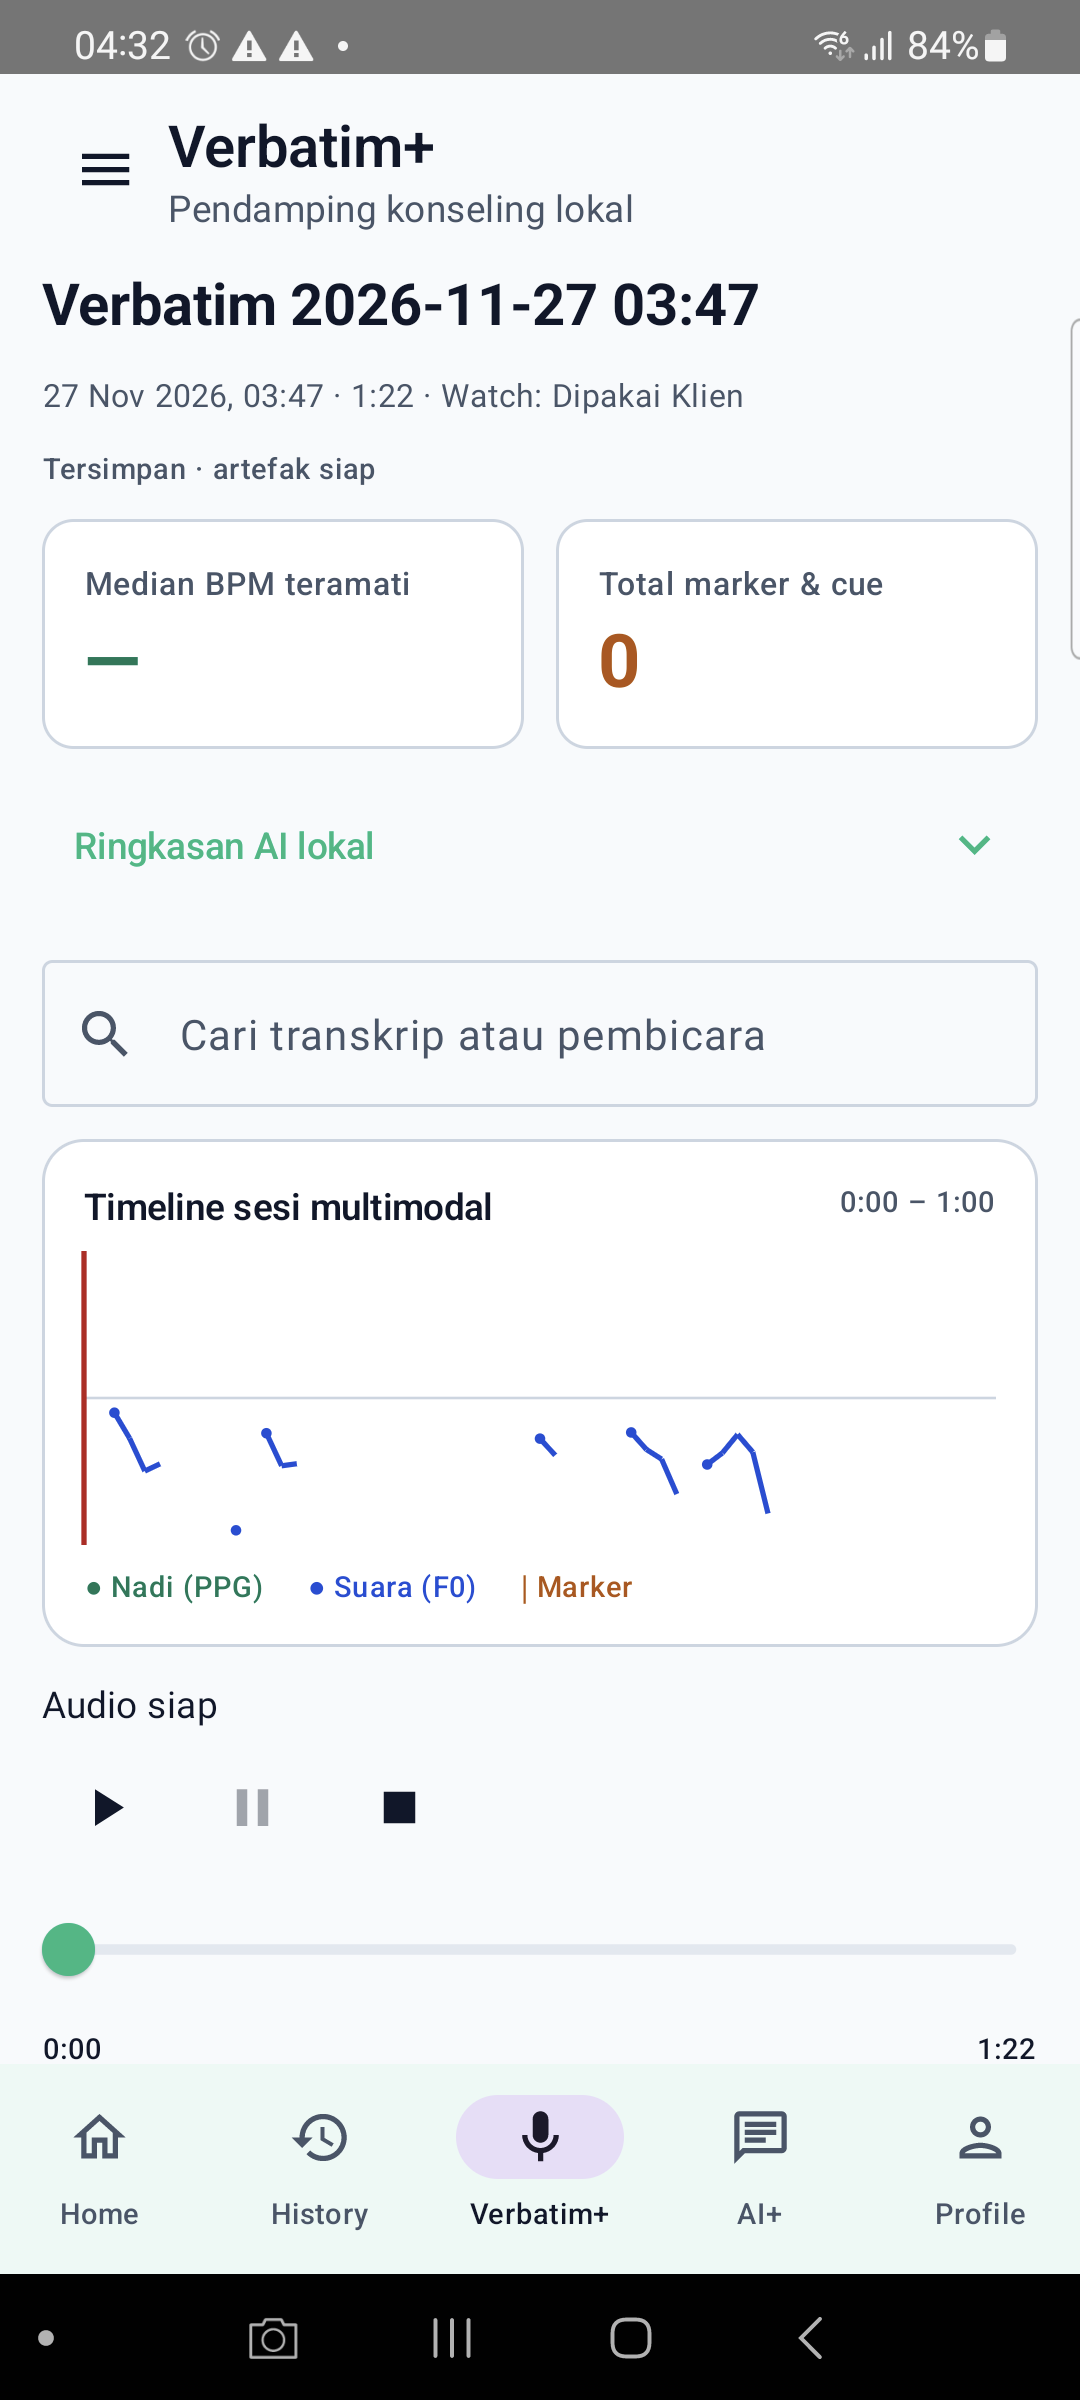 04:32
84%
Verbatim+
Pendamping konseling lokal
Verbatim 2026-11-27 03:47
27 Nov 2026, 03:47 · 1:22 · Watch: Dipakai Klien
Tersimpan · artefak siap
Median BPM teramati
—
Total marker & cue
0
Ringkasan AI lokal
Cari transkrip atau pembicara
Timeline sesi multimodal
0:00 – 1:00
● Nadi (PPG) ● Suara (F0) | Marker
Audio siap
0:00 1:22
Home History Verbatim+ AI+ Profile